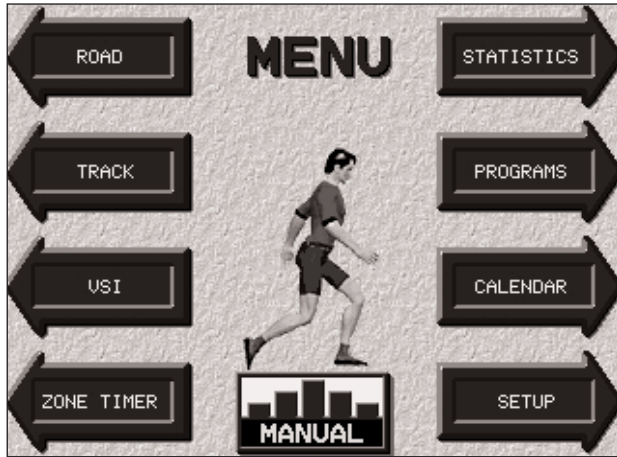 MENU
ROAD
STATISTICS
TRACK
PROGRAMS
VSI
CALENDAR
ZONE TIMER
SETUP
MANUAL